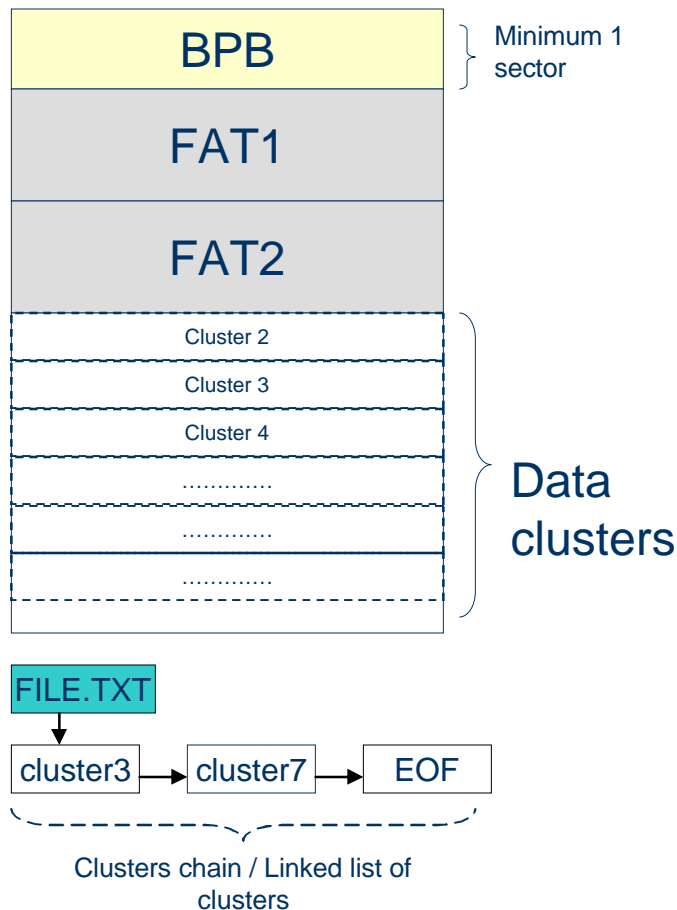 BPB
Minimum 1
sector
FAT1
FAT2
Cluster 2
Cluster 3
Cluster 4
.............
.............
.............
Data
clusters
FILE.TXT
cluster3
cluster7
EOF
Clusters chain / Linked list of
clusters